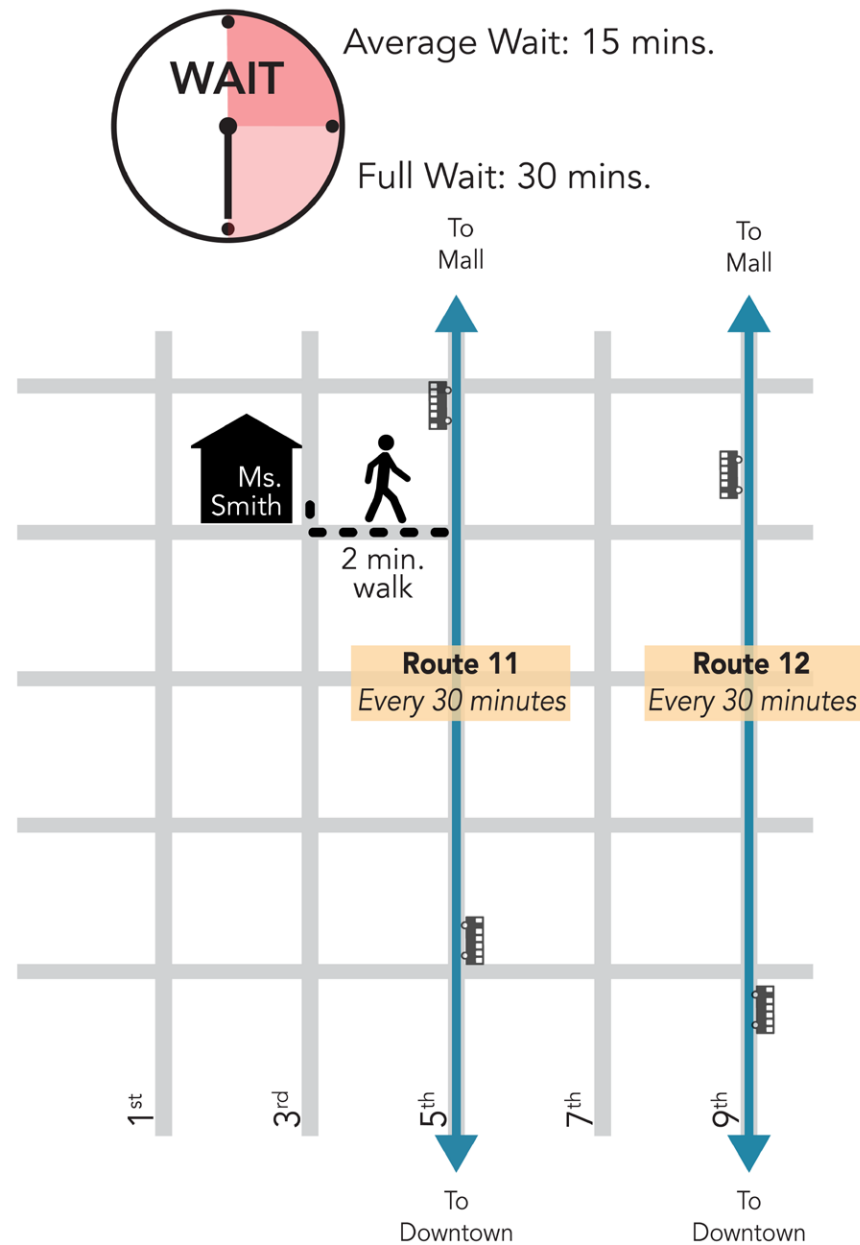 WAIT
Average Wait: 15 mins.
Full Wait: 30 mins.
To
Mall
To
Mall
Ms.
Smith
2 min.
walk
Route 11
Every 30 minutes
Route 12
Every 30 minutes
1st
3rd
5th
7th
9th
To
Downtown
To
Downtown